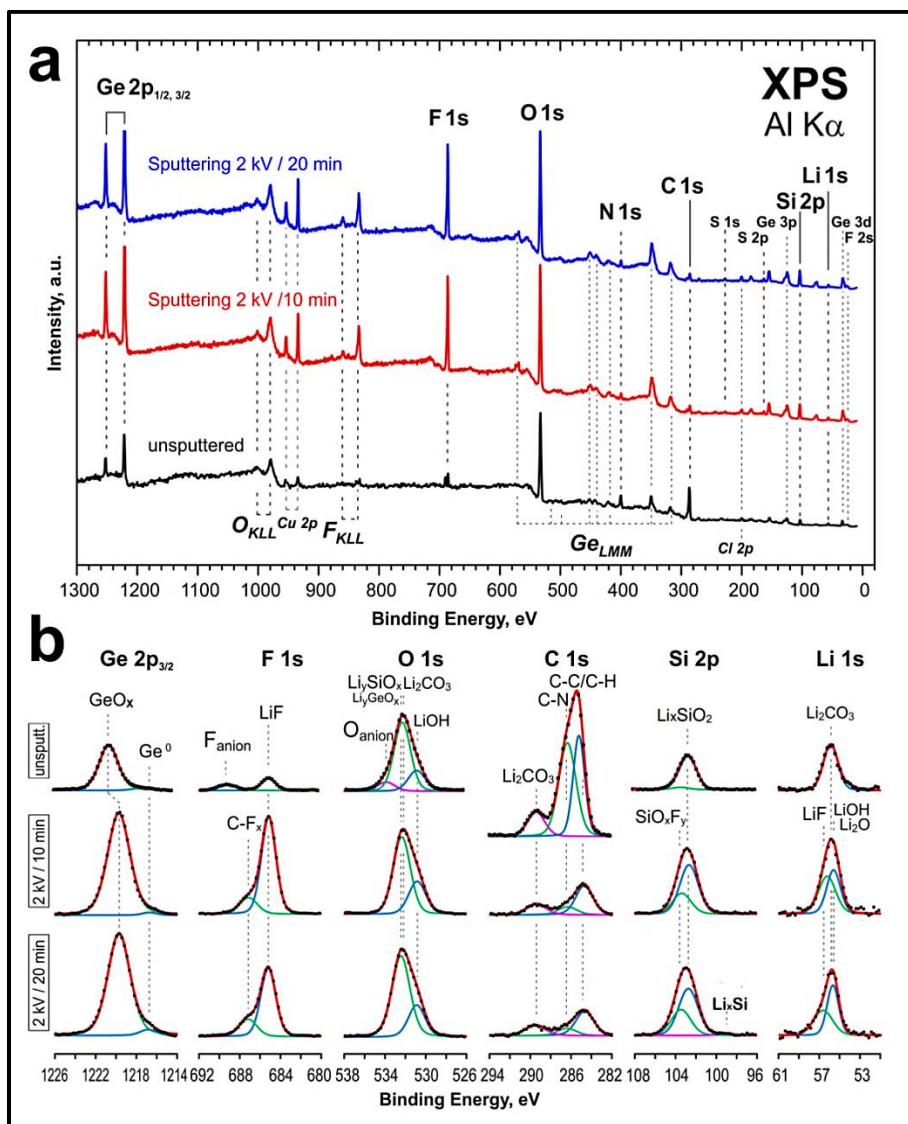 a
XPS
Al Kα
Ge 2p1/2, 3/2
F 1s
O 1s
Sputtering 2 kV / 20 min
N 1s
C 1s
Li 1s
Si 2p
S 1s
S 2p
Ge 3p
Ge 3d
F 2s
Sputtering 2 kV /10 min
unsputtered
OKLL
Cu 2p
FKLL
GeLMM
Cl 2p
Intensity, a.u.
1300 1200 1100 1000 900 800 700 600 500 400 300 200 100 0
Binding Energy, eV
b
Ge 2p3/2
F 1s
O 1s
C 1s
Si 2p
Li 1s
unsputt.
GeOx
Ge 0
Fanion
LiF
LiySiOx
Li2CO3
LiyGeOx
LiOH
Oanion
C-C/C-H
C-N
Li2CO3
LixSiO2
Li2CO3
2 kV / 10 min
C-Fx
SiOxFy
LiF
LiOH
Li2O
2 kV / 20 min
LixSi
1226 1222 1218 1214
692 688 684 680
538 534 530 526
294 290 286 282
108 104 100 96
61 57 53
Binding Energy, eV